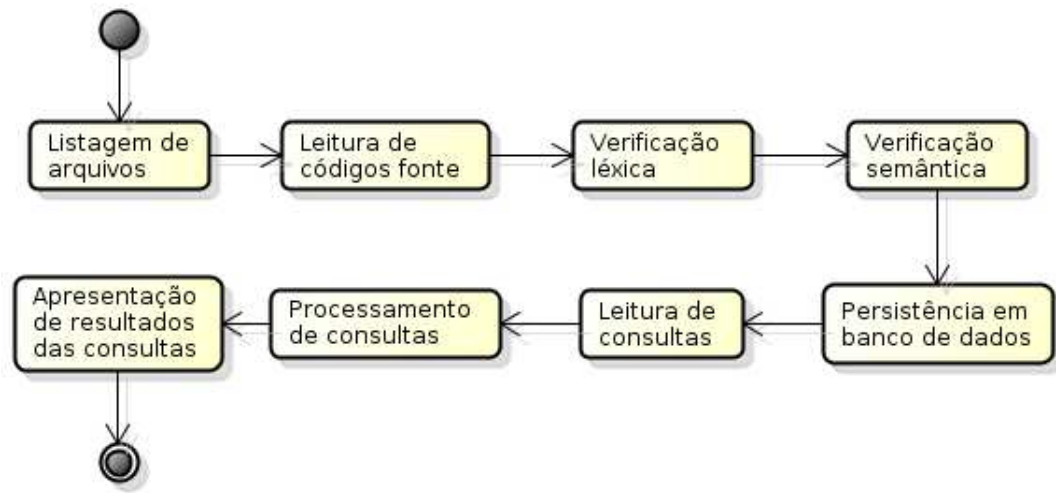 Listagem de
arquivos
Leitura de
códigos fonte
Verificação
léxica
Verificação
semântica
Persistência em
banco de dados
Leitura de
consultas
Processamento
de consultas
Apresentação
de resultados
das consultas